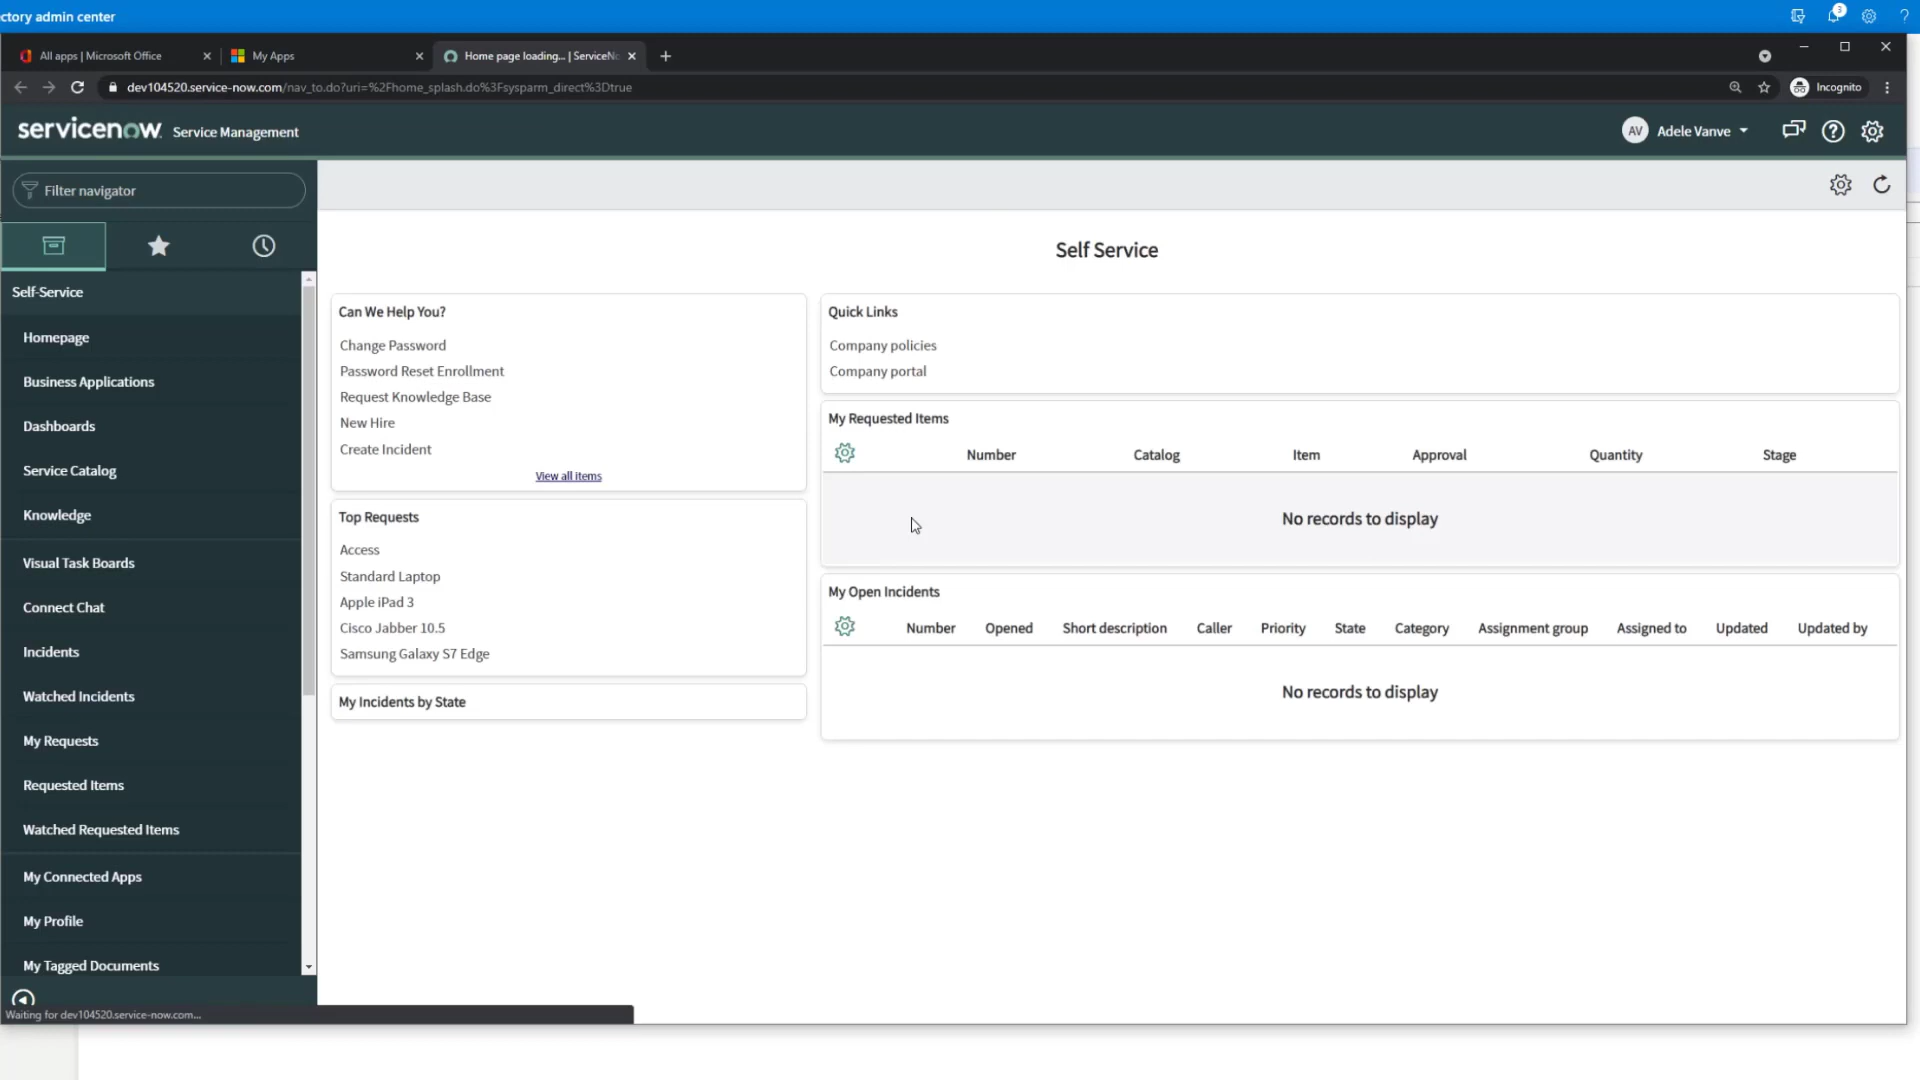 ctory admin center
3
?
All apps | Microsoft Office
My Apps
Home page loading... | ServiceNo
dev104520.service-now.com/nav_to.do?uri=%2Fhome_splash.do%3Fsysparm_direct%3Dtrue
Incognito
servicenow. Service Management
AV Adele Vanve
Filter navigator
Self-Service
Homepage
Business Applications
Dashboards
Service Catalog
Knowledge
Visual Task Boards
Connect Chat
Incidents
Watched Incidents
My Requests
Requested Items
Watched Requested Items
My Connected Apps
My Profile
My Tagged Documents
Waiting for dev104520.service-now.com...
Self Service
Can We Help You?
Change Password
Password Reset Enrollment
Request Knowledge Base
New Hire
Create Incident
View all items
Top Requests
Access
Standard Laptop
Apple iPad 3
Cisco Jabber 10.5
Samsung Galaxy S7 Edge
My Incidents by State
Quick Links
Company policies
Company portal
My Requested Items
Number Catalog Item Approval Quantity Stage
No records to display
My Open Incidents
Number Opened Short description Caller Priority State Category Assignment group Assigned to Updated Updated by
No records to display